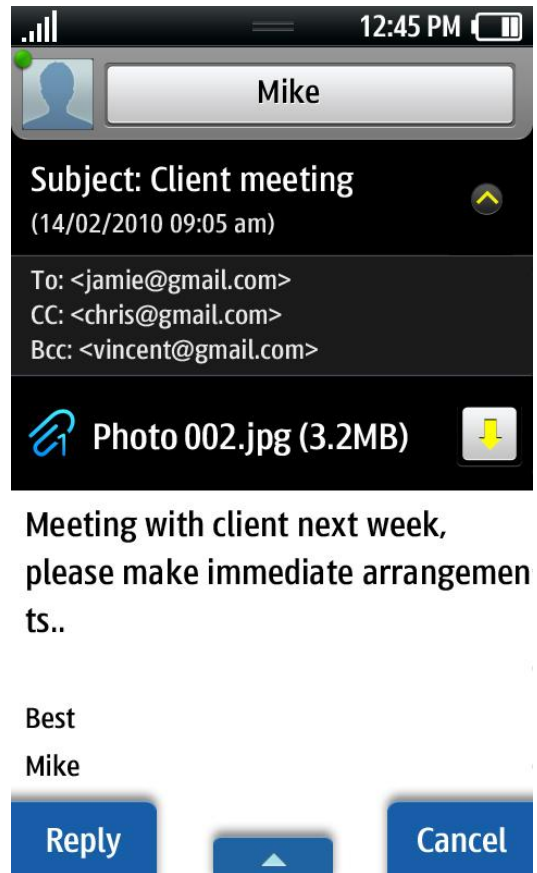 12:45 PM
Mike
Subject: Client meeting
(14/02/2010 09:05 am)
To: <jamie@gmail.com>
CC: <chris@gmail.com>
Bcc: <vincent@gmail.com>
1 Photo 002.jpg (3.2MB)
Meeting with client next week,
please make immediate arrangemen
ts..
Best
Mike
Reply Cancel